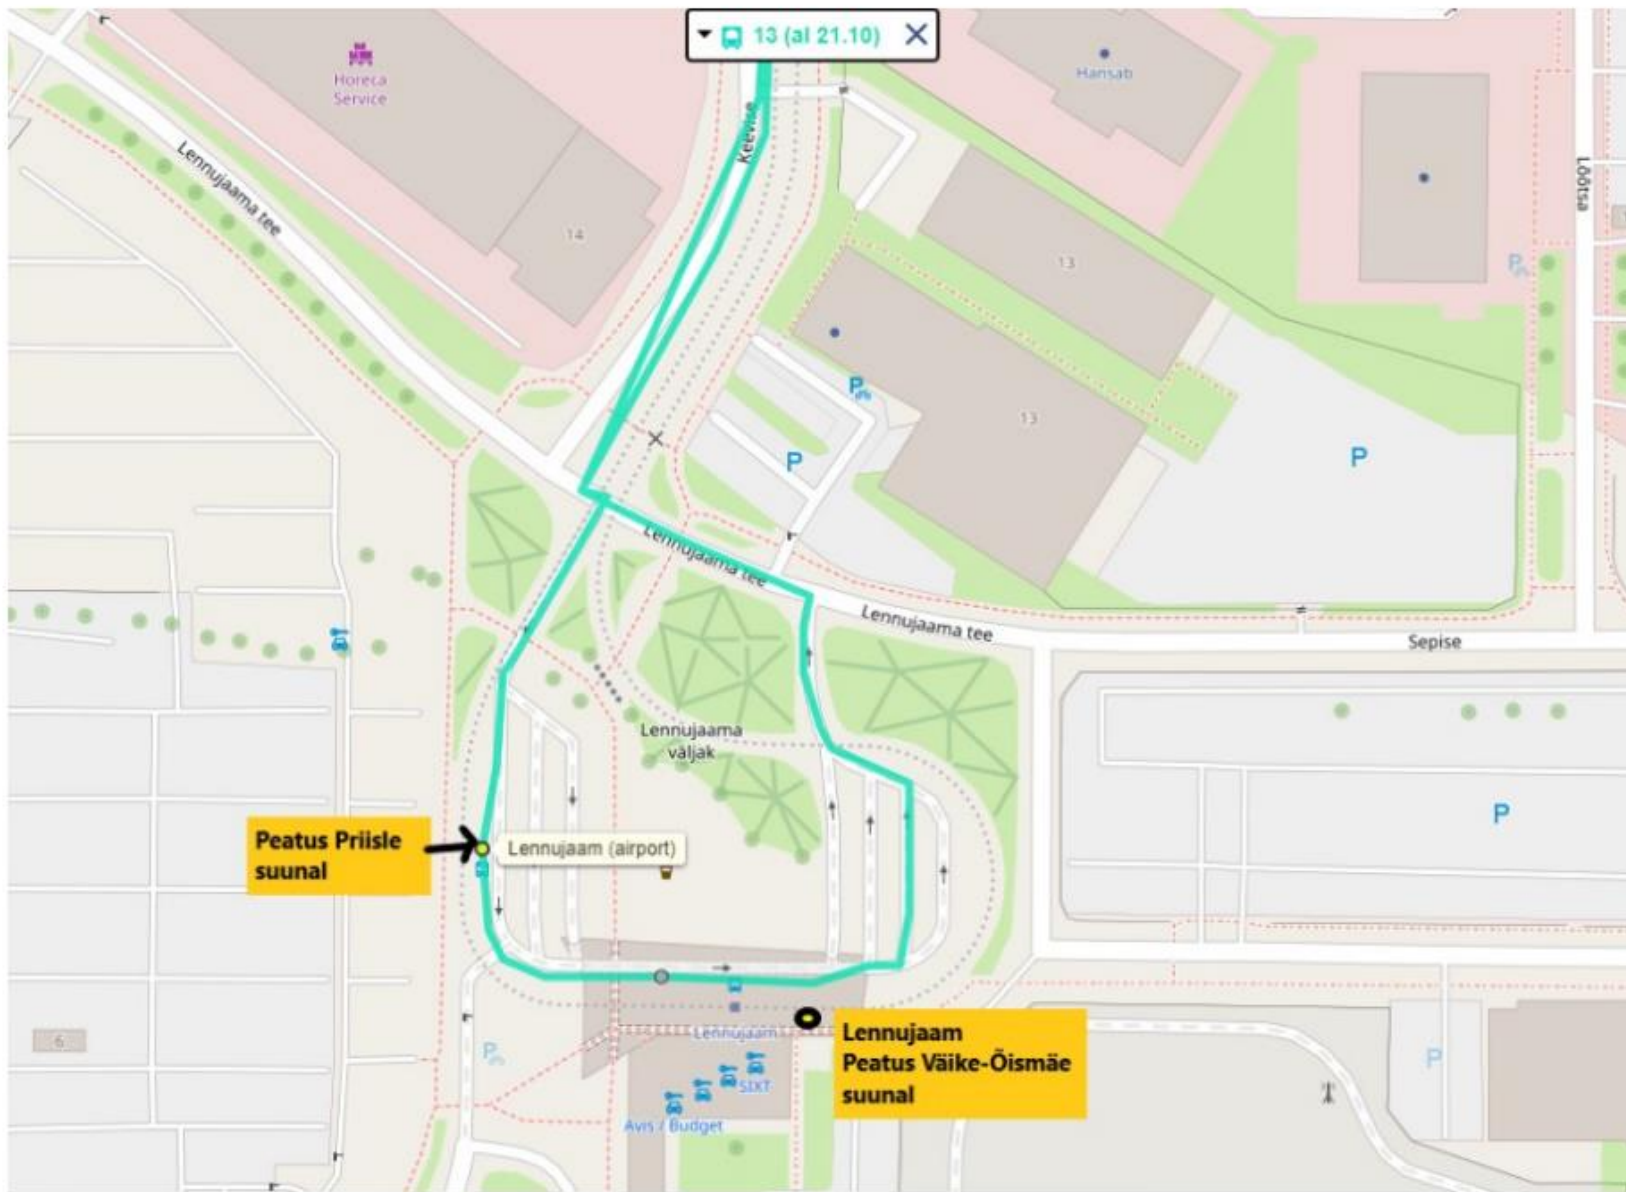 13 (al 21.10)
Horeca
Service
Hansab
Keevise
Lennujaama tee
Lõõtsa
14
13
P
13
P
P
P
Lennujaama tee
Lennujaama tee
Sepise
Lennujaama
väljak
P
Peatus Priisle
suunal
Lennujaam (airport)
Lennujaam
Lennujaam
Peatus Väike-Õismäe
suunal
6
P
P
SIXT
Avis / Budget